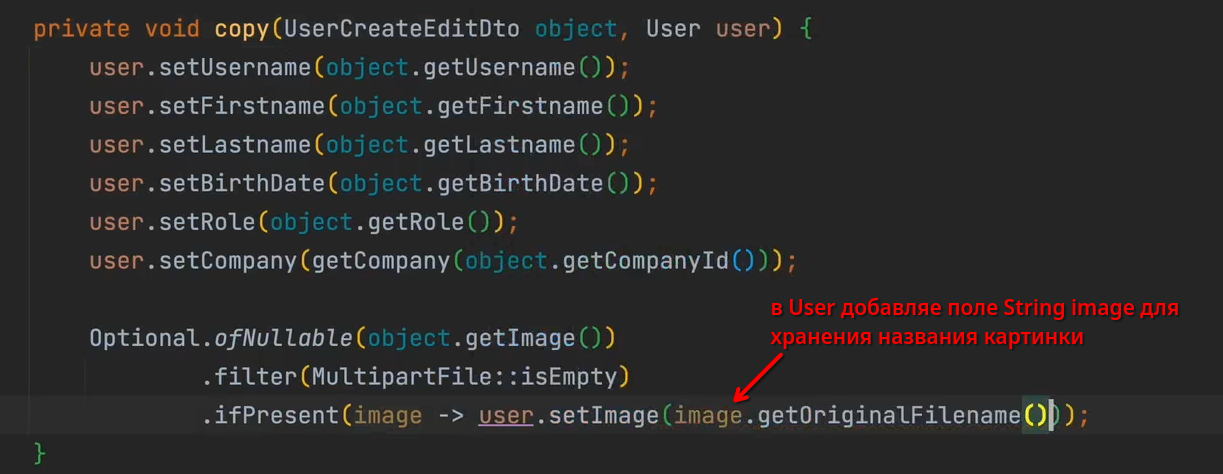 private void copy(UserCreateEditDto object, User user) {
user.setUsername(object.getUsername());
user.setFirstname(object.getFirstname());
user.setLastname(object.getLastname());
user.setBirthDate(object.getBirthDate());
user.setRole(object.getRole());
user.setCompany(getCompany(object.getCompanyId()));
в User добавляе поле String image для
хранения названия картинки
Optional.ofNullable(object.getImage())
.filter(MultipartFile::isEmpty)
.ifPresent(image -> user.setImage(image.getOriginalFilename()));
}